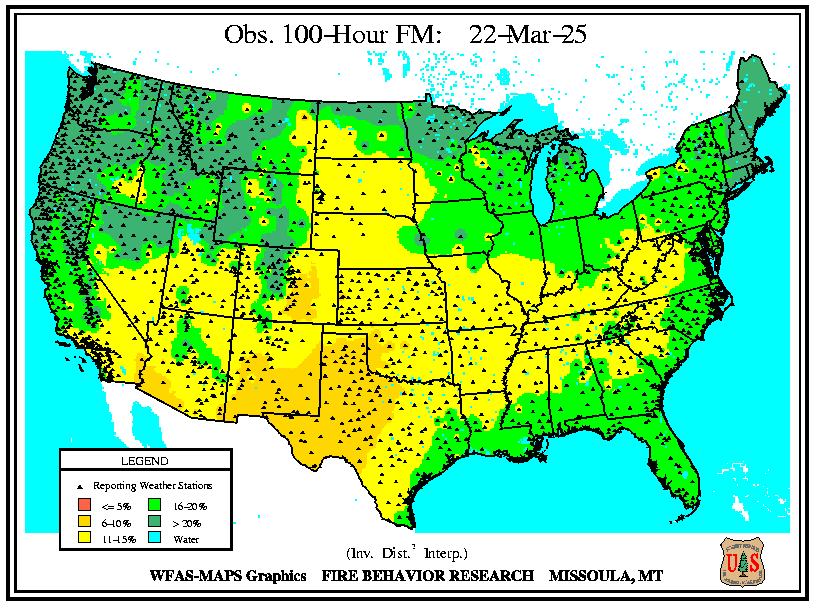 Obs. 100-Hour FM: 22-Mar-25
LEGEND
Reporting Weather Stations
<= 5%
16-20%
6-10%
> 20%
11-15%
Water
(Inv. Dist.² Interp.)
WFAS-MAPS Graphics FIRE BEHAVIOR RESEARCH MISSOULA, MT
US